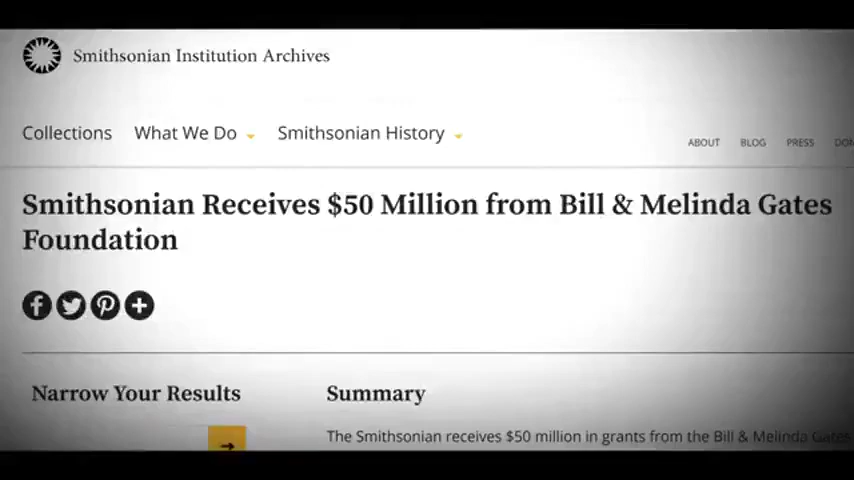 Smithsonian Institution Archives
Collections What We Do Smithsonian History
ABOUT BLOG PRESS
Smithsonian Receives $50 Million from Bill & Melinda Gates
Foundation
Narrow Your Results Summary
The Smithsonian receives $50 million in grants from the Bill & Melinda Gates